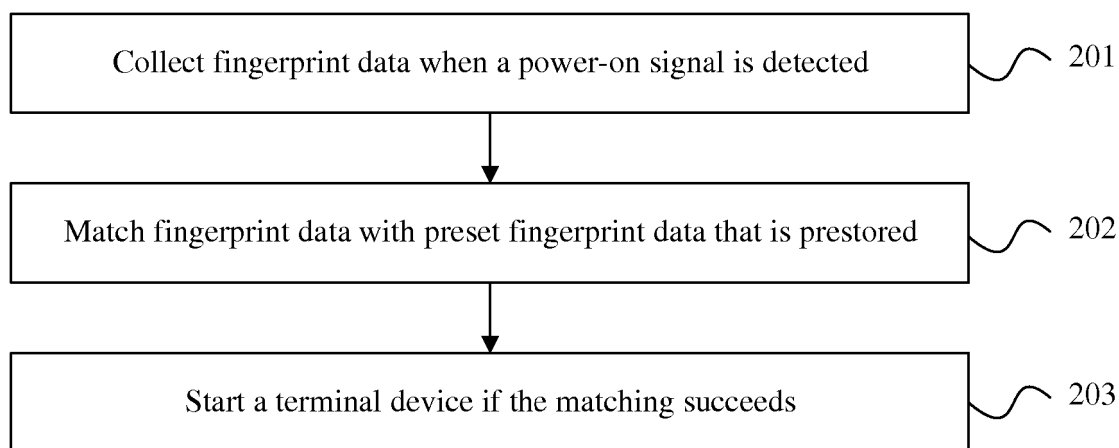 Collect fingerprint data when a power-on signal is detected
201
Match fingerprint data with preset fingerprint data that is prestored
202
Start a terminal device if the matching succeeds
203